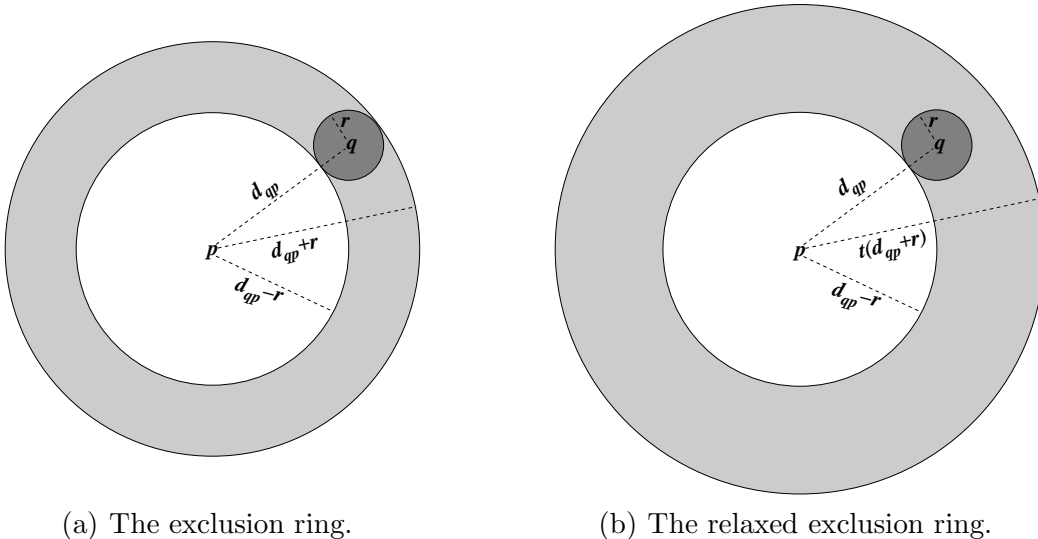 r
q
d_qp
p
d_qp+r
d_qp−r
(a) The exclusion ring.
r
q
d_qp
p
t(d_qp+r)
d_qp−r
(b) The relaxed exclusion ring.